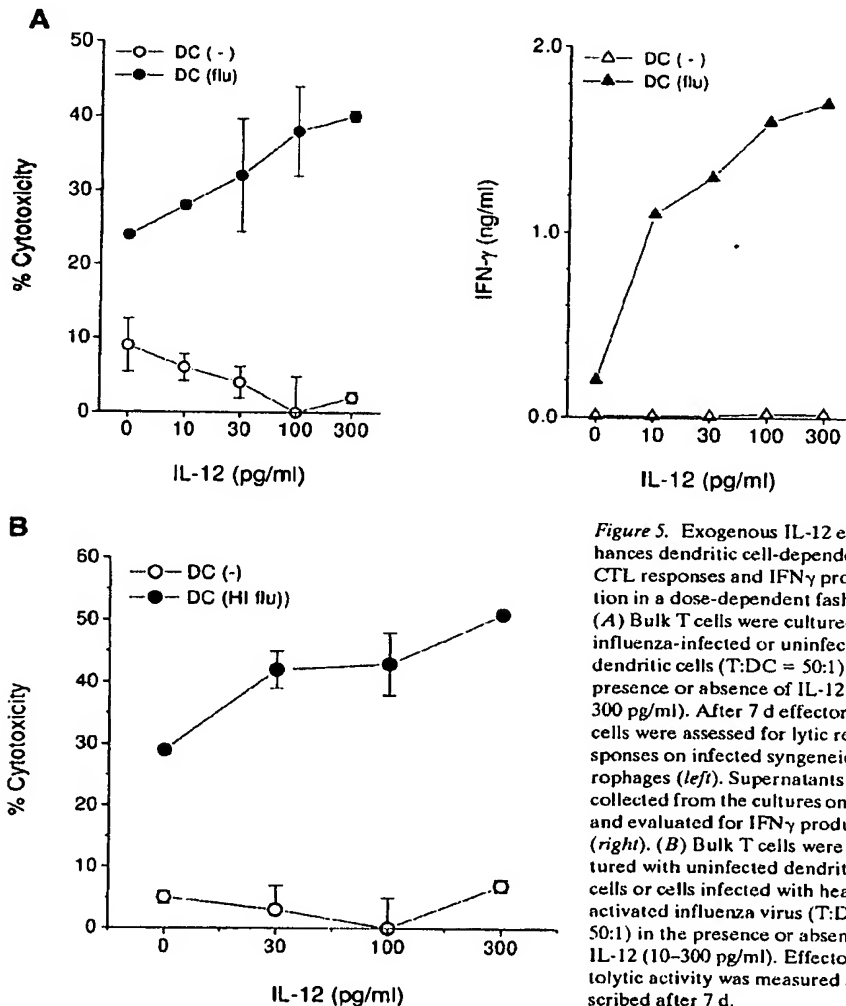 A
DC (-)
DC (flu)
50
40
30
20
10
0
% Cytotoxicity
0 10 30 100 300
IL-12 (pg/ml)
DC (-)
DC (flu)
2.0
1.0
0.0
IFN-γ (ng/ml)
0 10 30 100 300
IL-12 (pg/ml)
B
DC (-)
DC (HI flu))
60
50
40
30
20
10
0
% Cytotoxicity
0 30 100 300
IL-12 (pg/ml)
Figure 5. Exogenous IL-12 e
hances dendritic cell-depende
CTL responses and IFNγ pro
tion in a dose-dependent fash
(A) Bulk T cells were culture
influenza-infected or uninfec
dendritic cells (T:DC = 50:1)
presence or absence of IL-12
300 pg/ml). After 7 d effector
cells were assessed for lytic re
sponses on infected syngeneic
rophages (left). Supernatants
collected from the cultures on
and evaluated for IFNγ produ
(right). (B) Bulk T cells were
tured with uninfected dendrit
cells or cells infected with hea
activated influenza virus (T:D
50:1) in the presence or absen
IL-12 (10–300 pg/ml). Effecto
tolytic activity was measured
scribed after 7 d.